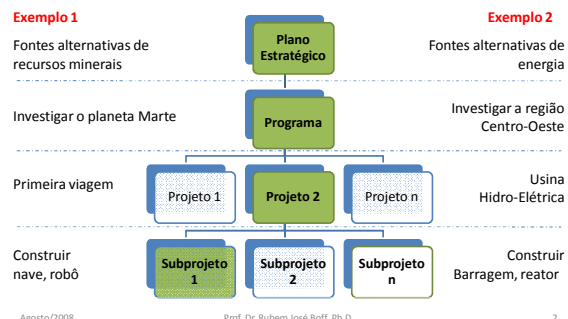 Exemplo 1
Exemplo 2
Fontes alternativas de
recursos minerais
Plano
Estratégico
Fontes alternativas de
energia
Investigar o planeta Marte
Programa
Investigar a região
Centro-Oeste
Primeira viagem
Projeto 1
Projeto 2
Projeto n
Usina
Hidro-Elétrica
Construir
nave, robô
Subprojeto
1
Subprojeto
2
Subprojeto
n
Construir
Barragem, reator
Agosto/2008
Prof. Dr. Rubem José Boff, Ph.D.
2